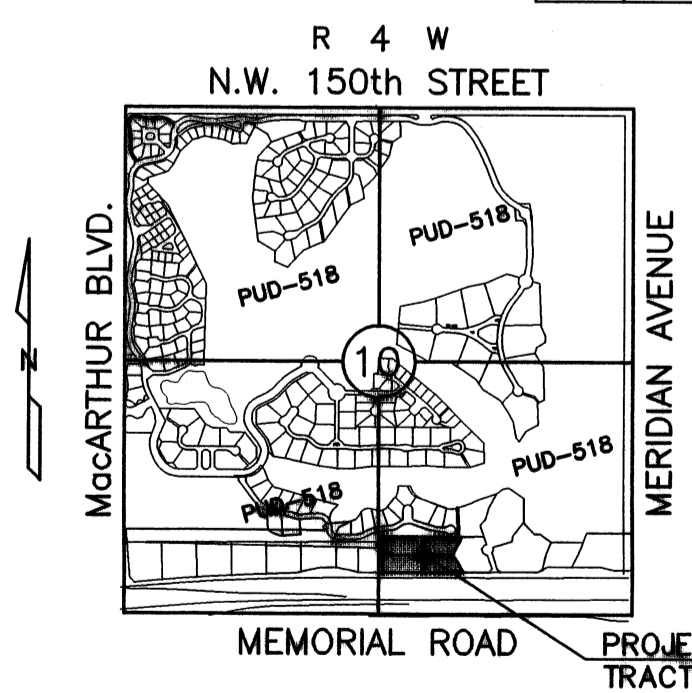 R 4 W
N.W. 150th STREET
MacARTHUR BLVD.
N
PUD-518
PUD-518
10
MERIDIAN AVENUE
PUD-518
PUD-518
MEMORIAL ROAD
PROJE
TRACT